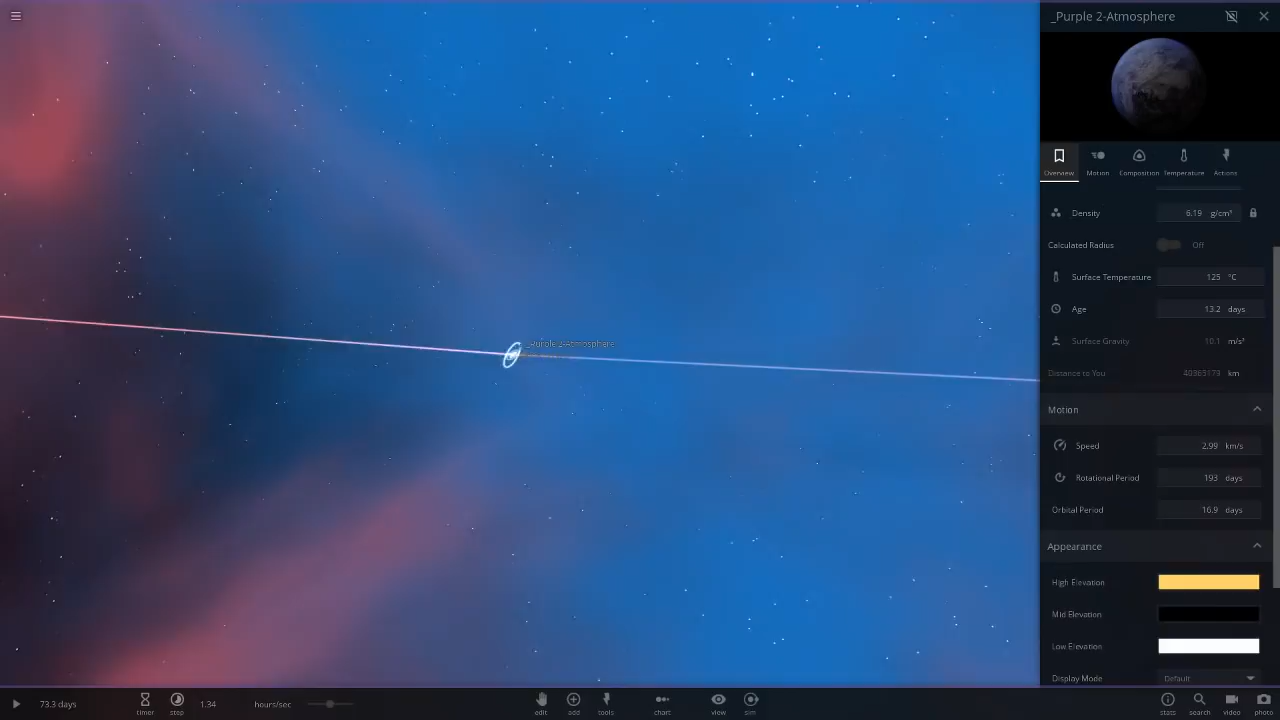 _Purple 2-Atmosphere
Overview Motion Composition Temperature Actions
Density 6.19 g/cm³
Calculated Radius Off
Surface Temperature 125 °C
Age 13.2 days
Surface Gravity 10.1 m/s²
Distance to You km
Motion
Speed 2.99 km/s
Rotational Period 193 days
Orbital Period 16.9 days
Appearance
High Elevation
Mid Elevation
Low Elevation
Display Mode Default
_Purple 2-Atmosphere
73.3 days timer step 1.34 hours/sec edit add tools chart view sim stats search video photo